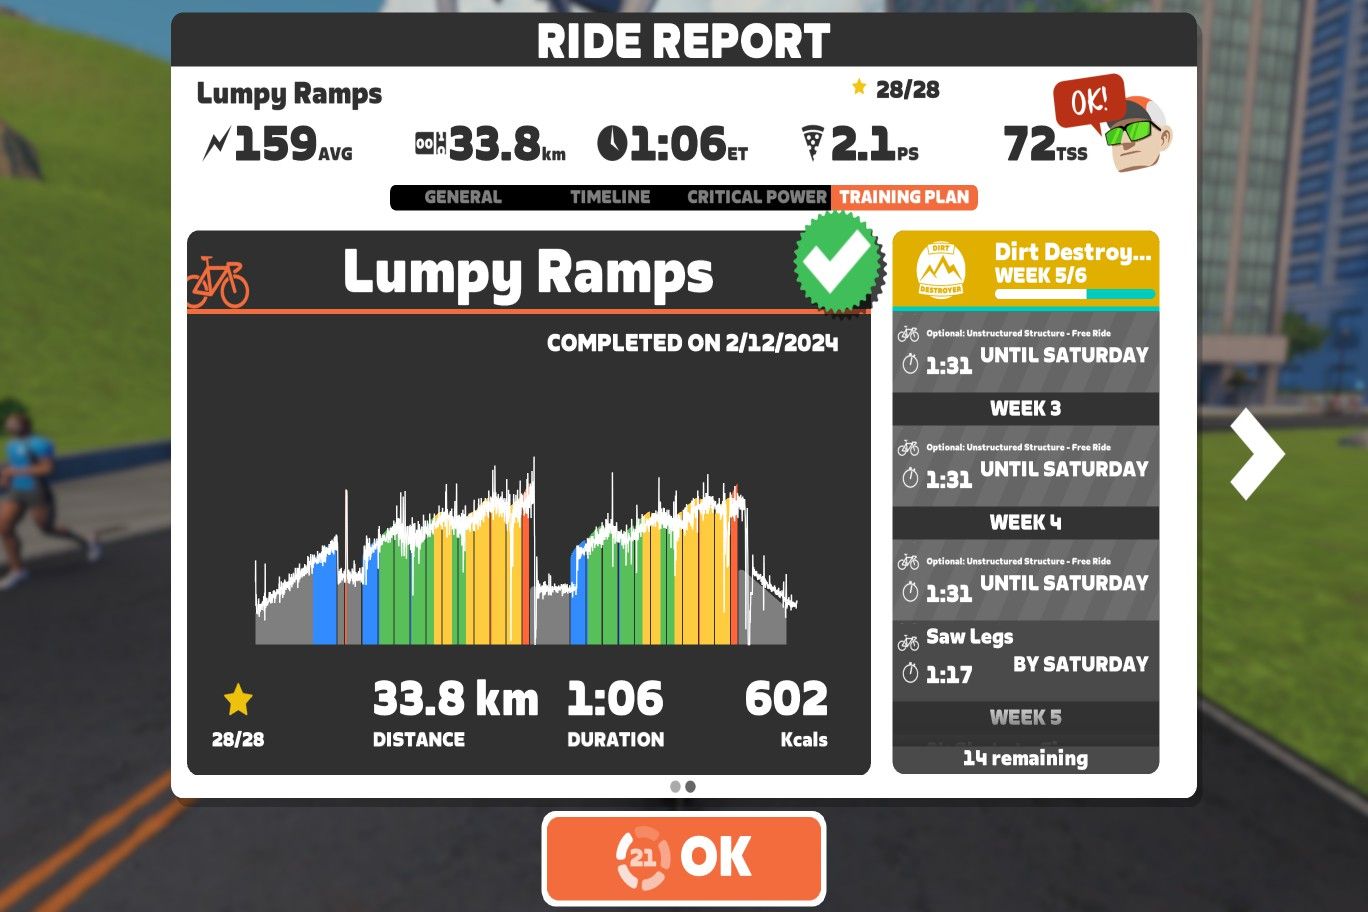 RIDE REPORT
Lumpy Ramps
28/28
159AVG
33.8km
1:06ET
2.1PS
72TSS
OK!
GENERAL
TIMELINE
CRITICAL POWER
TRAINING PLAN
Lumpy Ramps
COMPLETED ON 2/12/2024
28/28
33.8 km
DISTANCE
1:06
DURATION
602
Kcals
DIRT
DESTROYER
Dirt Destroy...
WEEK 5/6
Optional: Unstructured Structure - Free Ride
1:31 UNTIL SATURDAY
WEEK 3
Optional: Unstructured Structure - Free Ride
1:31 UNTIL SATURDAY
WEEK 4
Optional: Unstructured Structure - Free Ride
1:31 UNTIL SATURDAY
Saw Legs
1:17 BY SATURDAY
WEEK 5
14 remaining
21 OK